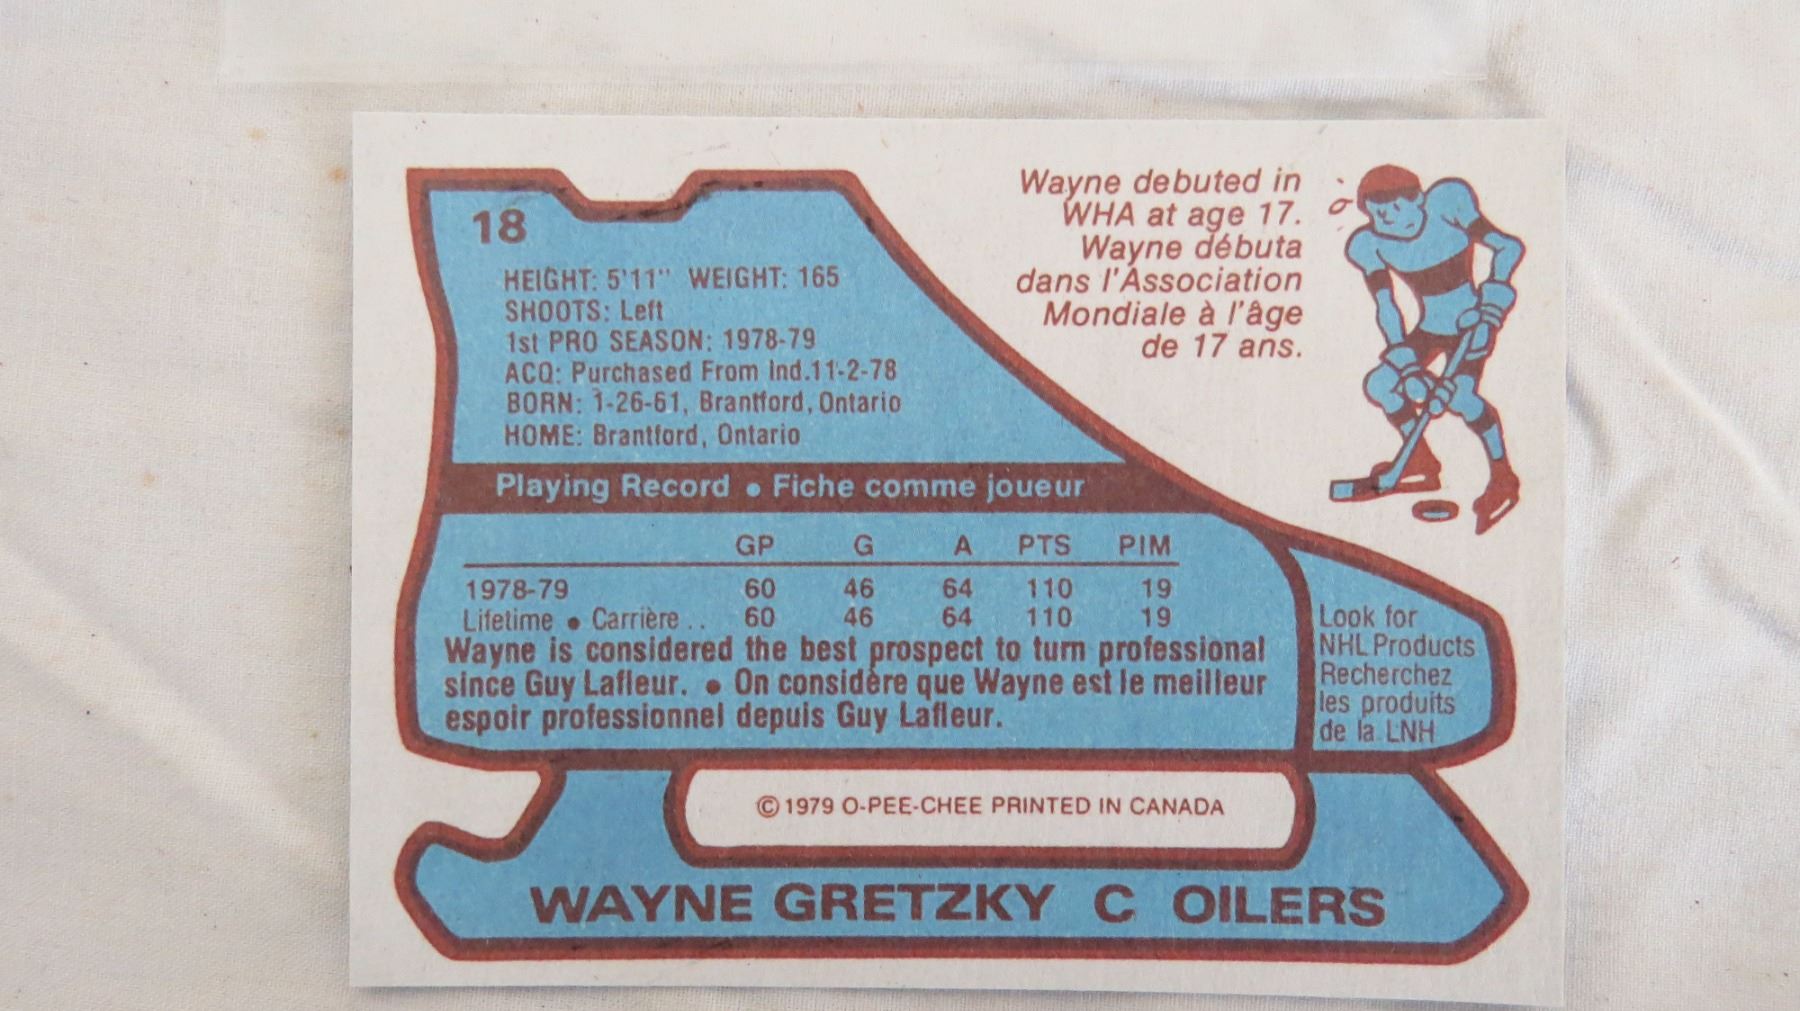 18
HEIGHT: 5'11" WEIGHT: 165
SHOOTS: Left
1st PRO SEASON: 1978-79
ACQ: Purchased From Ind.11-2-78
BORN: 1-26-61, Brantford, Ontario
HOME: Brantford, Ontario
Wayne debuted in
WHA at age 17.
Wayne débuta
dans l'Association
Mondiale à l'âge
de 17 ans.
Playing Record • Fiche comme joueur
GP G A PTS PIM
1978-79 60 46 64 110 19
Lifetime • Carrière .. 60 46 64 110 19
Wayne is considered the best prospect to turn professional
since Guy Lafleur. • On considère que Wayne est le meilleur
espoir professionnel depuis Guy Lafleur.
Look for
NHL Products
Recherchez
les produits
de la LNH
© 1979 O-PEE-CHEE PRINTED IN CANADA
WAYNE GRETZKY C OILERS